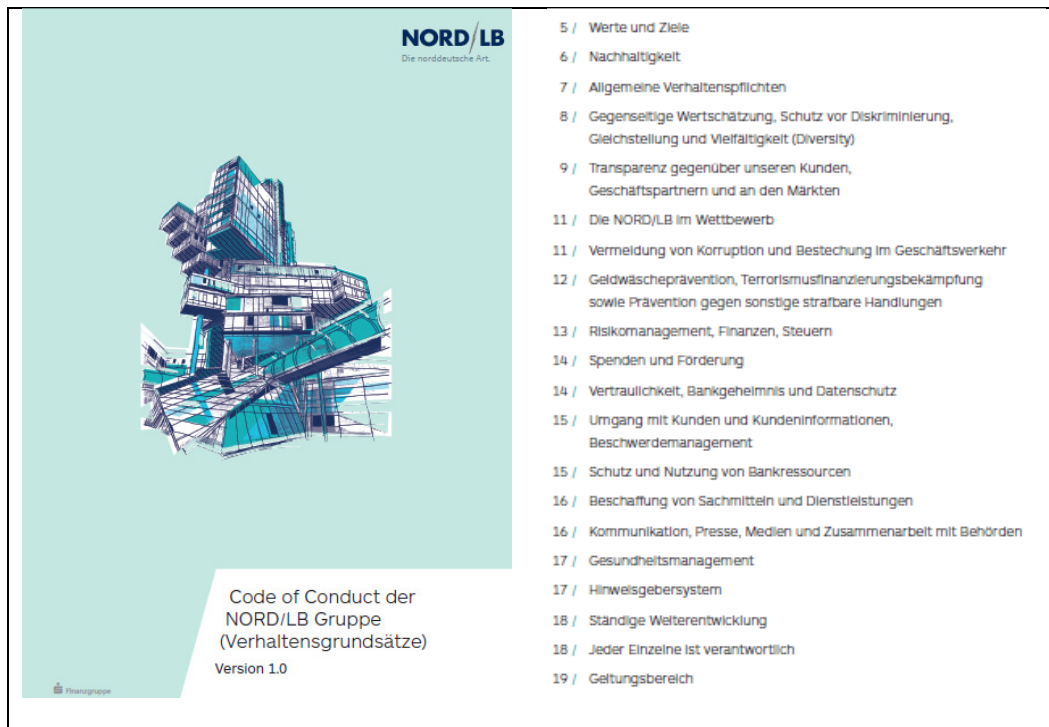 NORD/LB
Die norddeutsche Art.
Code of Conduct der
NORD/LB Gruppe
(Verhaltensgrundsätze)
Version 1.0
Finanzgruppe
5 / Werte und Ziele
6 / Nachhaltigkeit
7 / Allgemeine Verhaltenspflichten
8 / Gegenseitige Wertschätzung, Schutz vor Diskriminierung,
Gleichstellung und Vielfältigkeit (Diversity)
9 / Transparenz gegenüber unseren Kunden,
Geschäftspartnern und an den Märkten
11 / Die NORD/LB im Wettbewerb
11 / Vermeidung von Korruption und Bestechung im Geschäftsverkehr
12 / Geldwäscheprävention, Terrorismusfinanzierungsbekämpfung
sowie Prävention gegen sonstige strafbare Handlungen
13 / Risikomanagement, Finanzen, Steuern
14 / Spenden und Förderung
14 / Vertraulichkeit, Bankgeheimnis und Datenschutz
15 / Umgang mit Kunden und Kundeninformationen,
Beschwerdemanagement
15 / Schutz und Nutzung von Bankressourcen
16 / Beschaffung von Sachmitteln und Dienstleistungen
16 / Kommunikation, Presse, Medien und Zusammenarbeit mit Behörden
17 / Gesundheitsmanagement
17 / Hinweisgebersystem
18 / Ständige Weiterentwicklung
18 / Jeder Einzelne ist verantwortlich
19 / Geltungsbereich